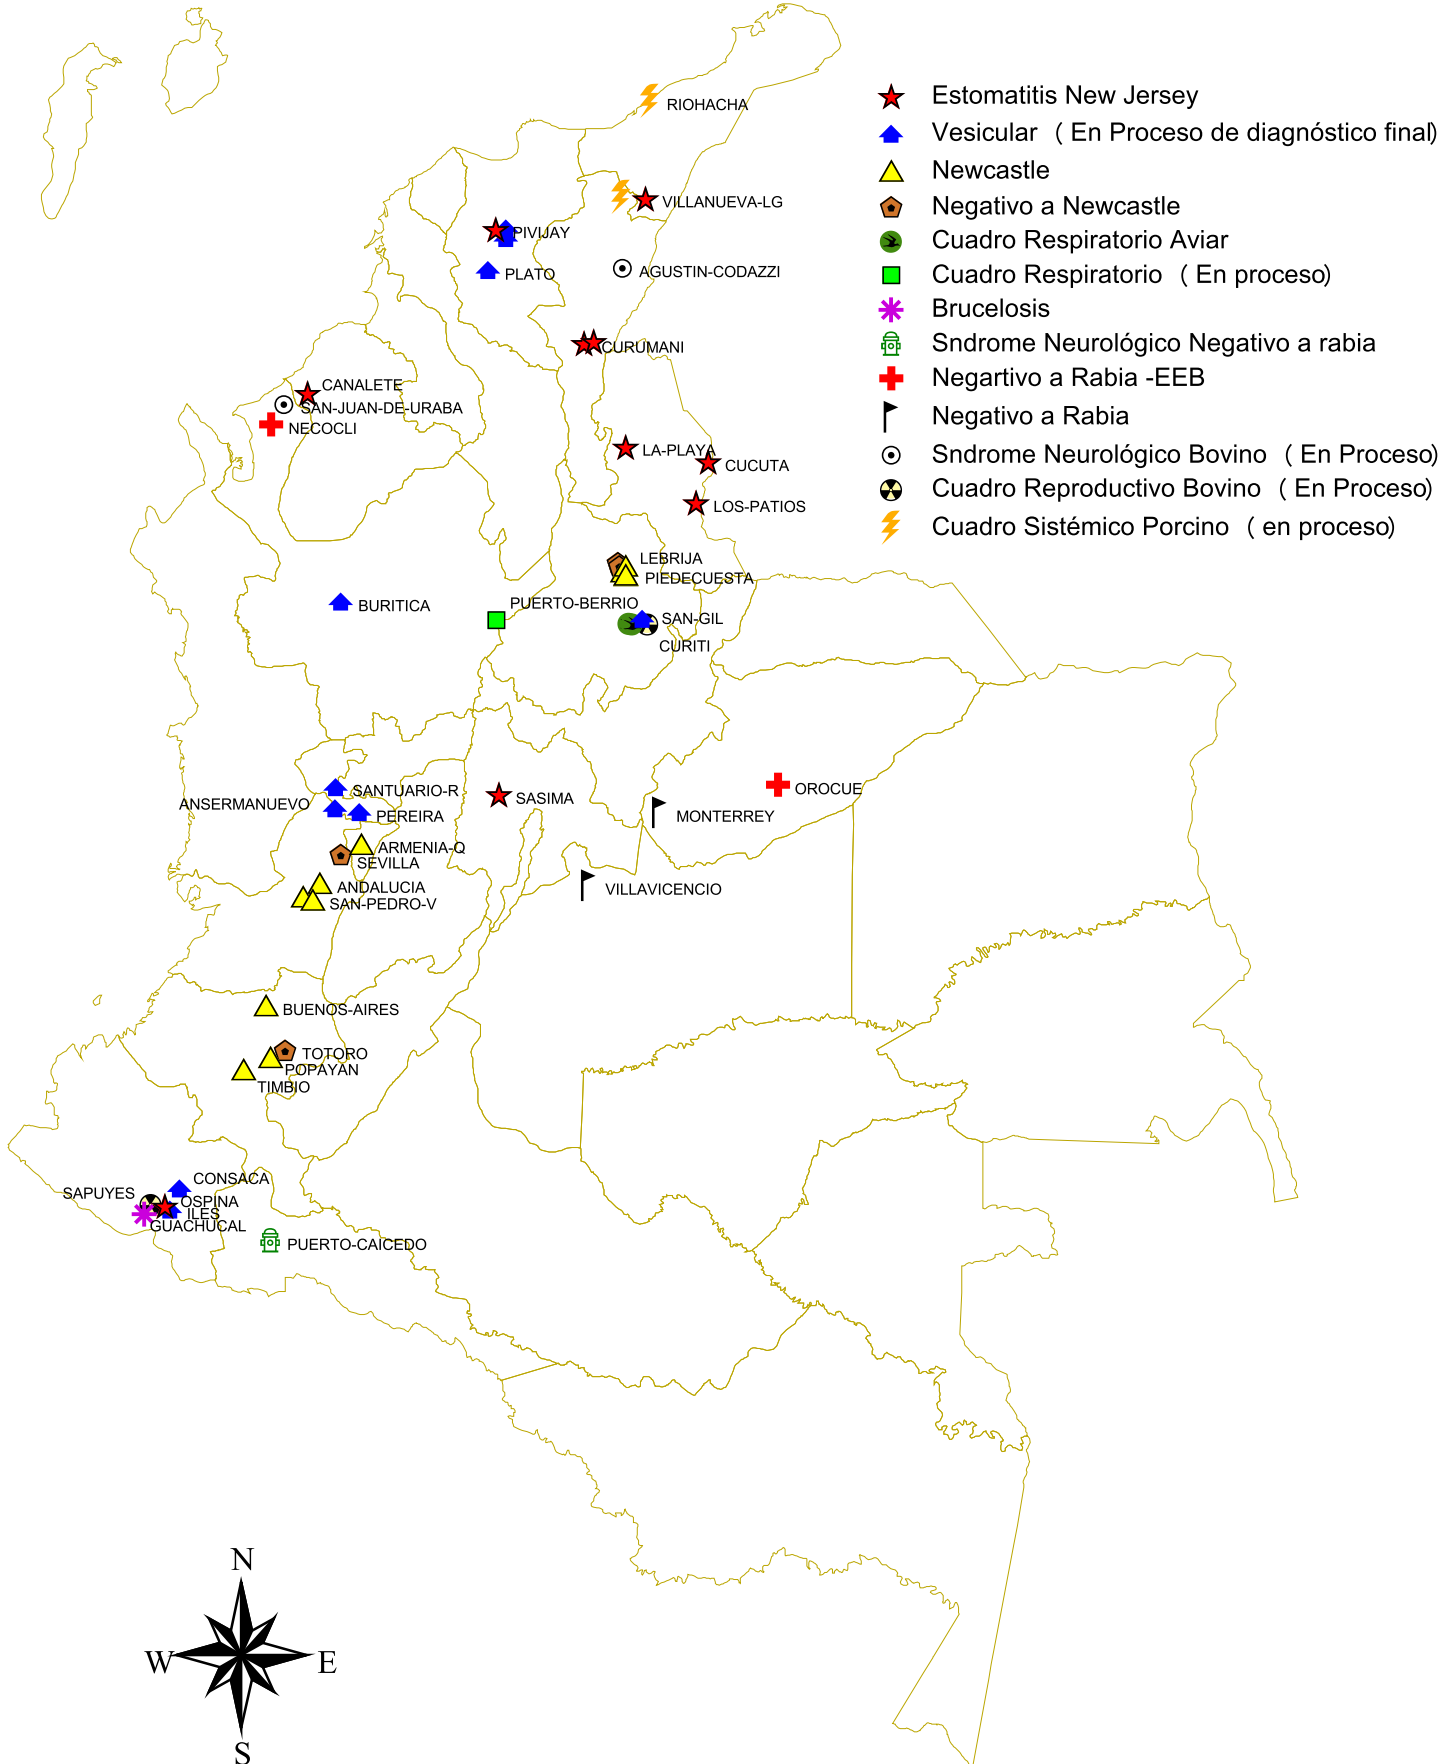 RIOHACHA
Estomatitis New Jersey
Vesicular ( En Proceso de diagnóstico final)
Newcastle
Negativo a Newcastle
Cuadro Respiratorio Aviar
Cuadro Respiratorio ( En proceso)
Brucelosis
Sndrome Neurológico Negativo a rabia
Negartivo a Rabia -EEB
Negativo a Rabia
Sndrome Neurológico Bovino ( En Proceso)
Cuadro Reproductivo Bovino ( En Proceso)
Cuadro Sistémico Porcino ( en proceso)
VILLANUEVA-LG
PIVIJAY
PLATO
AGUSTIN-CODAZZI
CURUMANI
CANALETE
SAN-JUAN-DE-URABA
NECOCLI
LA-PLAYA
CUCUTA
LOS-PATIOS
LEBRIJA
PIEDECUESTA
BURITICA
PUERTO-BERRIO
SAN-GIL
CURITI
SANTUARIO-R
ANSERMANUEVO
PEREIRA
SASIMA
OROCUE
MONTERREY
ARMENIA-Q
SEVILLA
ANDALUCIA
SAN-PEDRO-V
VILLAVICENCIO
BUENOS-AIRES
TOTORO
POPAYAN
TIMBIO
CONSACA
SAPUYES
OSPINA
ILES
GUACHUCAL
PUERTO-CAICEDO
N
W
E
S